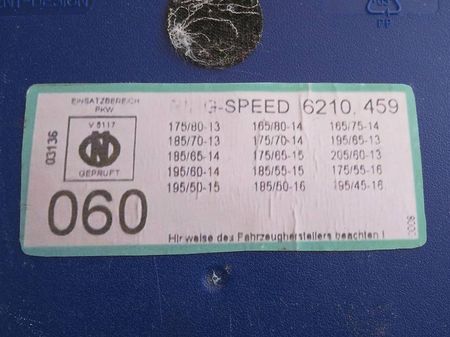 PP
EINSATZBEREICH
PKW
G-SPEED 6210. 459
V 5117
GEPRÜFT
03136
060
175/80-13 165/80-14 165/75-14
185/70-13 175/70-14 195/65-13
185/65-14 175/65-15 205/60-13
195/60-14 185/55-15 175/55-16
195/50-15 185/50-16 195/45-16
Hinweise des Fahrzeugherstellers beachten !